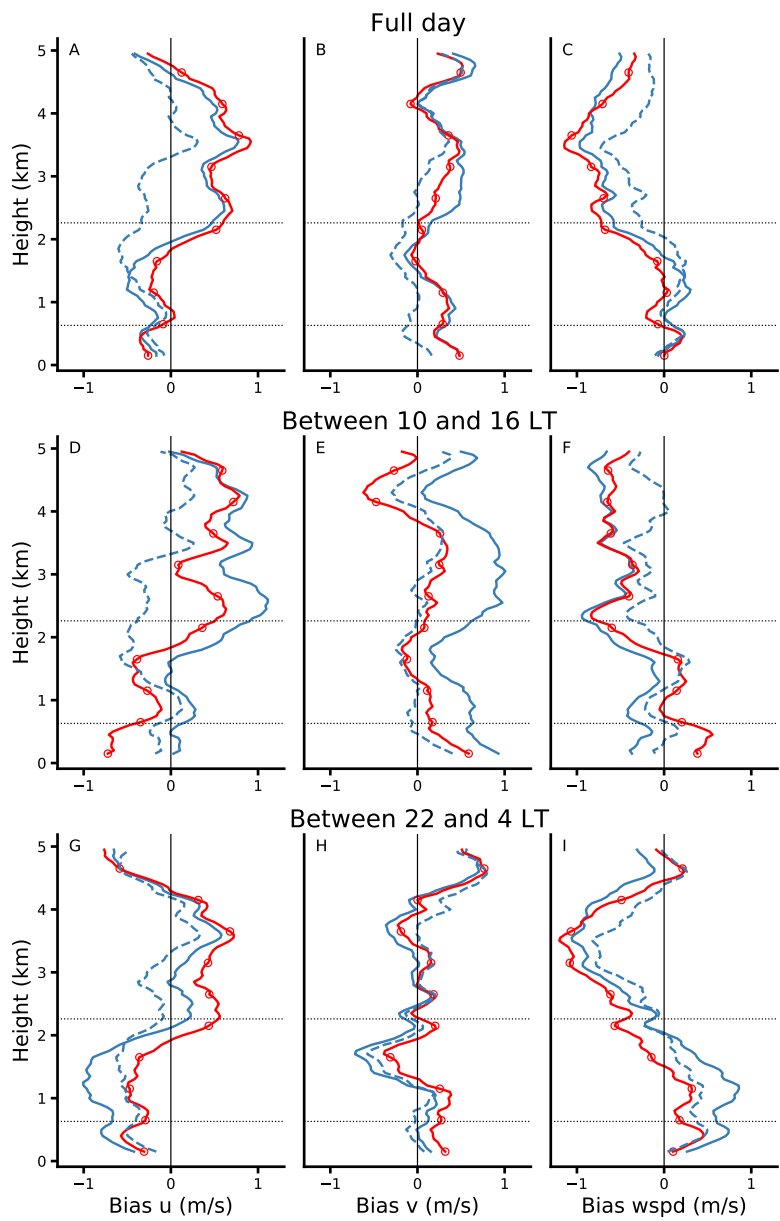 Full day
A
B
C
5
4
3
2
1
0
Height (km)
−1 0 1
−1 0 1
−1 0 1
Between 10 and 16 LT
D
E
F
5
4
3
2
1
0
Height (km)
−1 0 1
−1 0 1
−1 0 1
Between 22 and 4 LT
G
H
I
5
4
3
2
1
0
Height (km)
−1 0 1
−1 0 1
−1 0 1
Bias u (m/s)
Bias v (m/s)
Bias wspd (m/s)